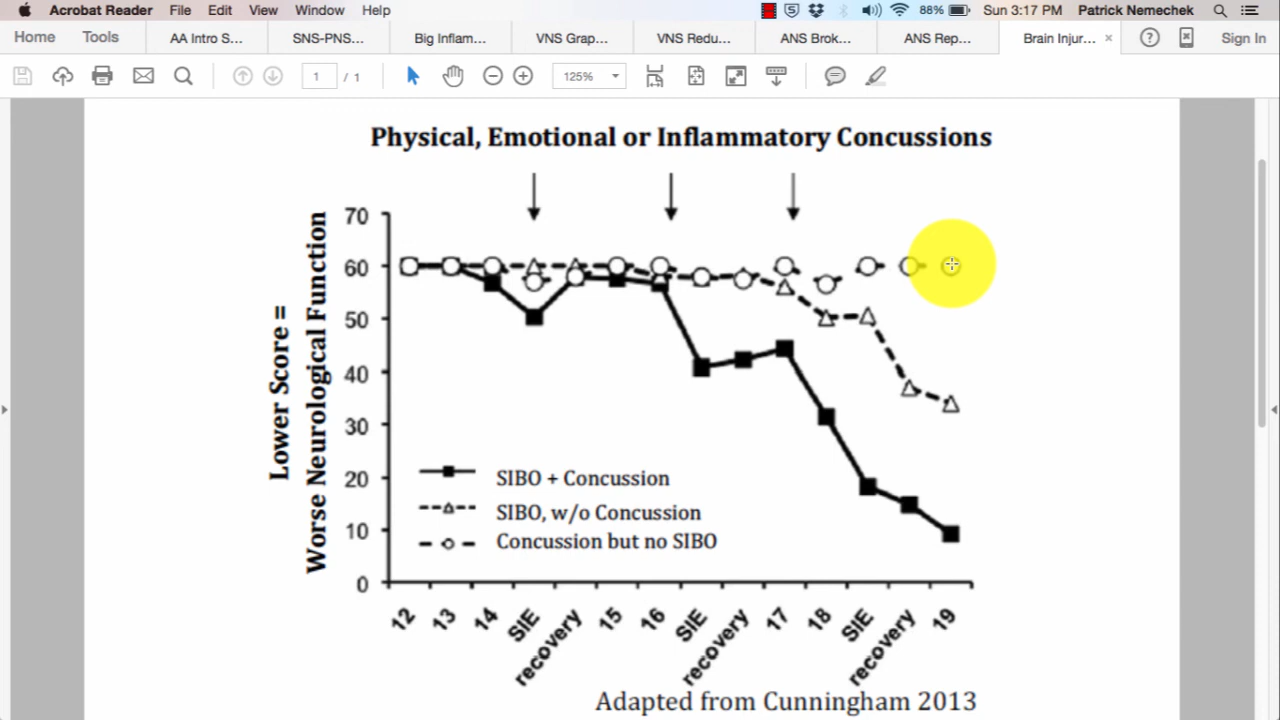 Acrobat Reader File Edit View Window Help 88% Sun 3:17 PM Patrick Nemechek
Home Tools AA Intro S... SNS-PNS... Big Inflam... VNS Grap... VNS Redu... ANS Brok... ANS Rep... Brain Injur... × ? Sign In
1 / 1 125%
Physical, Emotional or Inflammatory Concussions
Lower Score =
Worse Neurological Function
70
60
50
40
30
20
10
0
SIBO + Concussion
SIBO, w/o Concussion
Concussion but no SIBO
12 13 14 SIE recovery 15 16 SIE recovery 17 18 SIE recovery 19
Adapted from Cunningham 2013